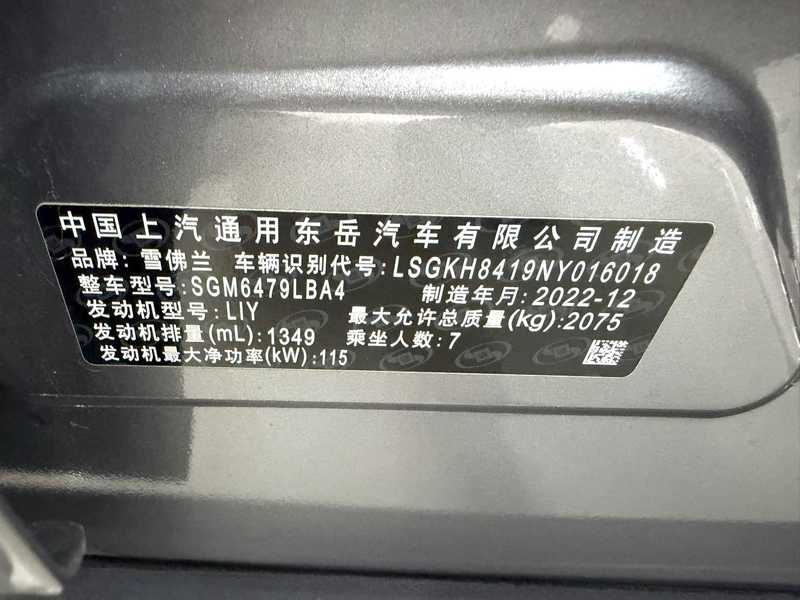 中国上汽通用东岳汽车有限公司制造
品牌: 雪佛兰 车辆识别代号: LSGKH8419NY016018
整车型号: SGM6479LBA4 制造年月: 2022-12
发动机型号: LIY 最大允许总质量(kg): 2075
发动机排量(mL): 1349 乘坐人数: 7
发动机最大净功率(kW): 115